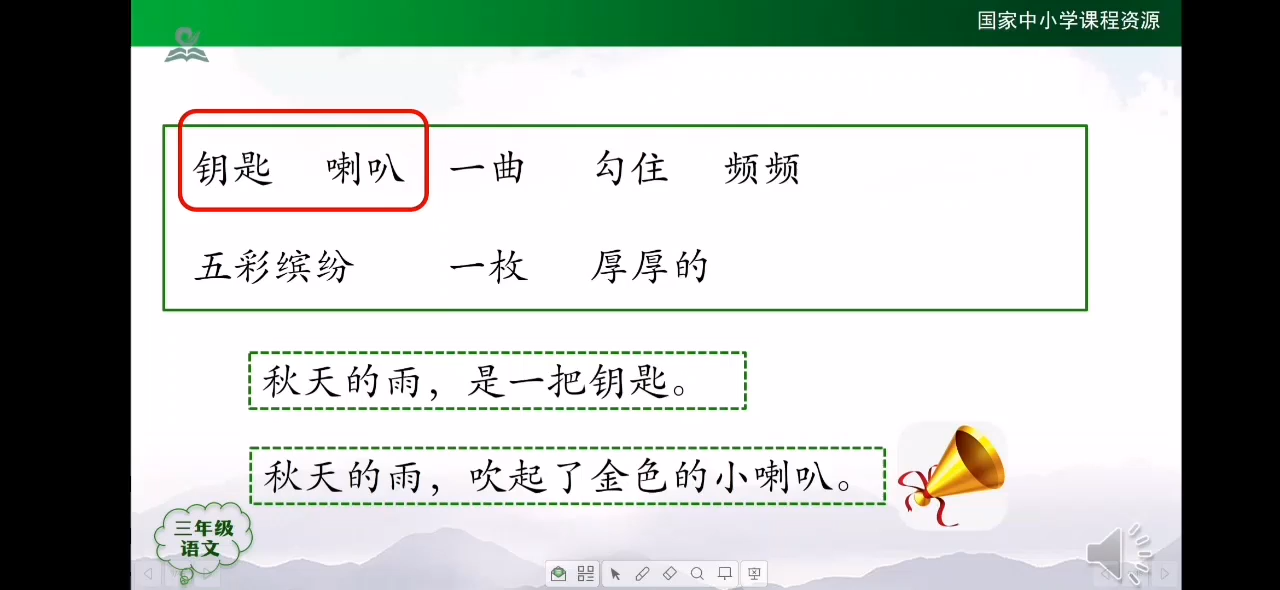 国家中小学课程资源
钥匙 喇叭 一曲 勾住 频频
五彩缤纷 一枚 厚厚的
秋天的雨，是一把钥匙。
秋天的雨，吹起了金色的小喇叭。
三年级
语文